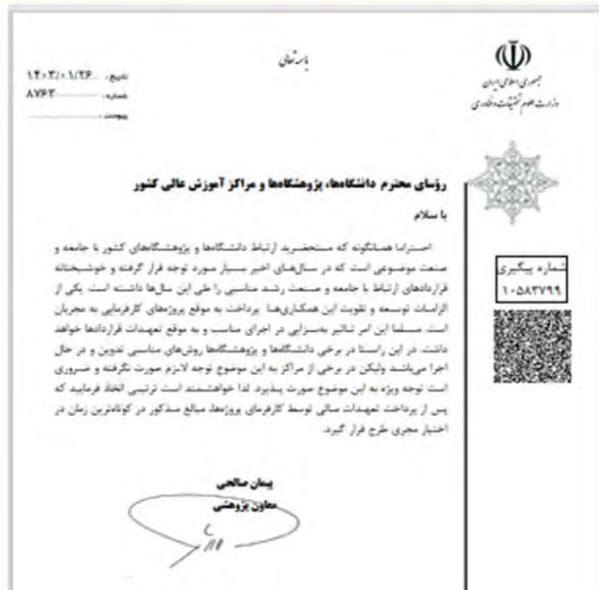 باسمه تعالی
جمهوری اسلامی ایران
وزارت علوم تحقیقات و فناوری
تاریخ : ۱۴۰۳/۰۱/۲۶
شماره : ۸۷۶۳
پیوست :
رؤسای محترم دانشگاه‌ها، پژوهشگاه‌ها و مراکز آموزش عالی کشور
با سلام
احتراما همانگونه که مستحضرید ارتباط دانشگاه‌ها و پژوهشگاه‌های کشور با جامعه و
صنعت موضوعی است که در سال‌های اخیر بسیار مورد توجه قرار گرفته و خوشبختانه
قراردادهای ارتباط با جامعه و صنعت رشد مناسبی را طی این سال‌ها داشته است. یکی از
الزامات توسعه و تقویت این همکاری‌ها پرداخت به موقع پروژه‌های کارفرمایی به مجریان
است. مسلما این امر تاثیر به‌سزایی در اجرای مناسب و به موقع تعهدات قراردادها خواهد
داشت. در این راستا در برخی دانشگاه‌ها و پژوهشگاه‌ها روش‌های مناسبی تدوین و در حال
اجرا می‌باشد ولیکن در برخی از مراکز به این موضوع توجه لازم صورت نگرفته و ضروری
است توجه ویژه به این موضوع صورت پذیرد. لذا خواهشمند است ترتیبی اتخاذ فرمایید که
پس از پرداخت تعهدات مالی توسط کارفرمای پروژه‌ها، مبالغ مذکور در کوتاه‌ترین زمان در
اختیار مجری طرح قرار گیرد.
شماره پیگیری
۱۰۵۸۳۷۹۹
پیمان صالحی
معاون پژوهشی